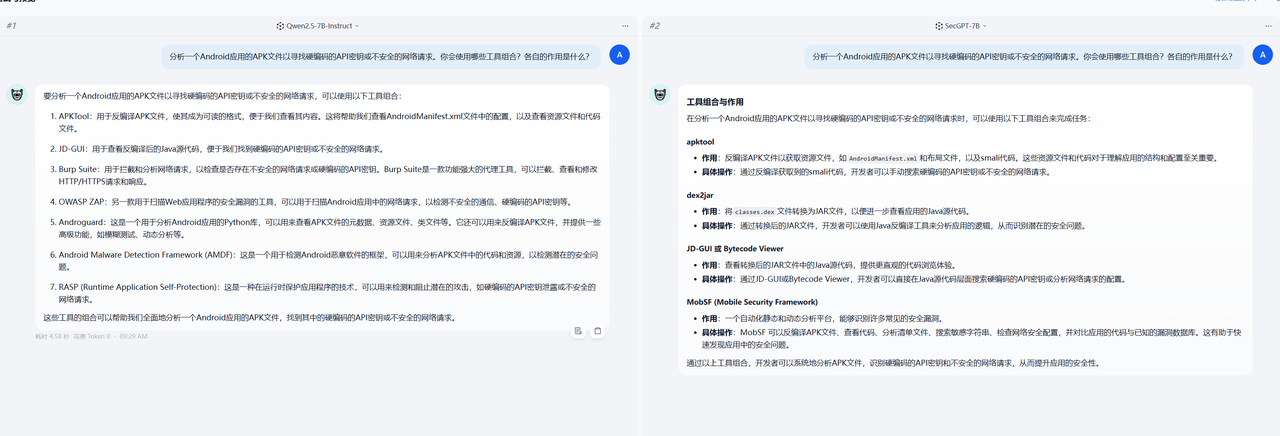 #1
Qwen2.5-7B-Instruct
分析一个Android应用的APK文件以寻找硬编码的API密钥或不安全的网络请求。你会使用哪些工具组合？各自的作用是什么？
A
要分析一个Android应用的APK文件以寻找硬编码的API密钥或不安全的网络请求，可以使用以下工具组合：
1. APKTool：用于反编译APK文件，使其成为可读的格式，便于我们查看其内容。这将帮助我们查看AndroidManifest.xml文件中的配置，以及查看资源文件和代码
文件。
2. JD-GUI：用于查看反编译后的Java源代码，便于我们找到硬编码的API密钥或不安全的网络请求。
3. Burp Suite：用于拦截和分析网络请求，以检查是否存在不安全的网络请求或硬编码的API密钥。Burp Suite是一款功能强大的代理工具，可以拦截、查看和修改
HTTP/HTTPS请求和响应。
4. OWASP ZAP：另一款用于扫描Web应用程序的安全漏洞的工具，可以用于扫描Android应用中的网络请求，以检测不安全的通信、硬编码的API密钥等。
5. Androguard：这是一个用于分析Android应用的Python库，可以用来查看APK文件的元数据、资源文件、类文件等。它还可以用来反编译APK文件，并提供一些
高级功能，如模糊测试、动态分析等。
6. Android Malware Detection Framework (AMDF)：这是一个用于检测Android恶意软件的框架，可以用来分析APK文件中的代码和资源，以检测潜在的安全问
题。
7. RASP (Runtime Application Self-Protection)：这是一种在运行时保护应用程序的技术，可以用来检测和阻止潜在的攻击，如硬编码的API密钥泄露或不安全的
网络请求。
这些工具的组合可以帮助我们全面地分析一个Android应用的APK文件，找到其中的硬编码的API密钥或不安全的网络请求。
耗时 4.58 秒 花费 Token 0 · 09:29 AM
#2
SecGPT-7B
分析一个Android应用的APK文件以寻找硬编码的API密钥或不安全的网络请求。你会使用哪些工具组合？各自的作用是什么？
A
工具组合与作用
在分析一个Android应用的APK文件以寻找硬编码的API密钥或不安全的网络请求时，可以使用以下工具组合来完成任务：
apktool
• 作用：反编译APK文件以获取资源文件，如 AndroidManifest.xml 和布局文件，以及smali代码。这些资源文件和代码对于理解应用的结构和配置至关重要。
• 具体操作：通过反编译获取到的smali代码，开发者可以手动搜索硬编码的API密钥或不安全的网络请求。
dex2jar
• 作用：将 classes.dex 文件转换为JAR文件，以便进一步查看应用的Java源代码。
• 具体操作：通过转换后的JAR文件，开发者可以使用Java反编译工具来分析应用的逻辑，从而识别潜在的安全问题。
JD-GUI 或 Bytecode Viewer
• 作用：查看转换后的JAR文件中的Java源代码，提供更直观的代码浏览体验。
• 具体操作：通过JD-GUI或Bytecode Viewer，开发者可以直接在Java源代码层面搜索硬编码的API密钥或分析网络请求的配置。
MobSF (Mobile Security Framework)
• 作用：一个自动化静态和动态分析平台，能够识别许多常见的安全漏洞。
• 具体操作：MobSF 可以反编译APK文件、查看代码、分析清单文件、搜索敏感字符串、检查网络安全配置，并对比应用的代码与已知的漏洞数据库。这有助于快
速发现应用中的安全问题。
通过以上工具组合，开发者可以系统地分析APK文件，识别硬编码的API密钥和不安全的网络请求，从而提升应用的安全性。